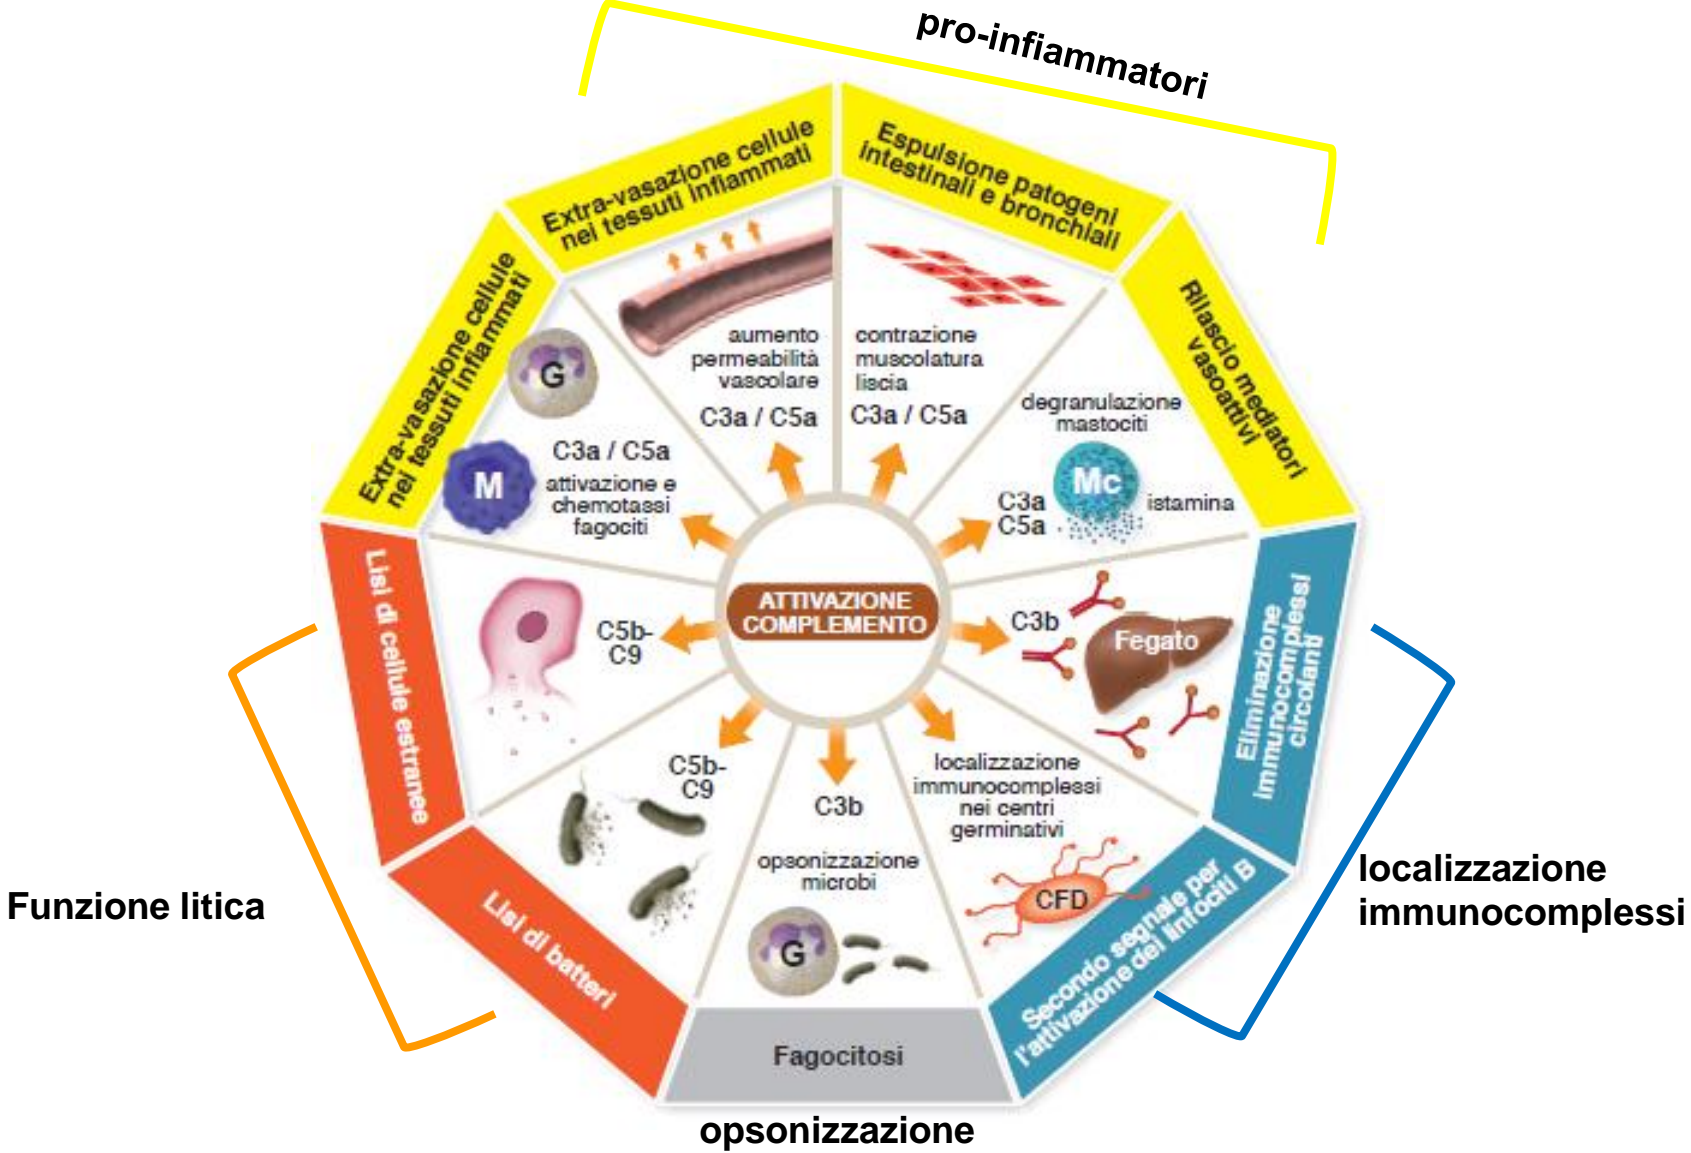 pro-infiammatori
Extra-vasazione cellule
nei tessuti infiammati
Espulsione patogeni
intestinali e bronchiali
Extra-vasazione cellule
nei tessuti infiammati
Rilascio mediatori
vasoattivi
G
aumento
permeabilità
vascolare
C3a / C5a
contrazione
muscolatura
liscia
C3a / C5a
degranulazione
mastociti
M
C3a / C5a
attivazione e
chemotassi
fagociti
C3a
C5a
Mc
istamina
Lisi di cellule estranee
C5b-
C9
ATTIVAZIONE
COMPLEMENTO
C3b
Fegato
Eliminazione
immunocomplessi
circolanti
C5b-
C9
C3b
localizzazione
immunocomplessi
nei centri
germinativi
opsonizzazione
microbi
G
CFD
Funzione litica
localizzazione
immunocomplessi
Lisi di batteri
Secondo segnale per
l'attivazione dei linfociti B
Fagocitosi
opsonizzazione